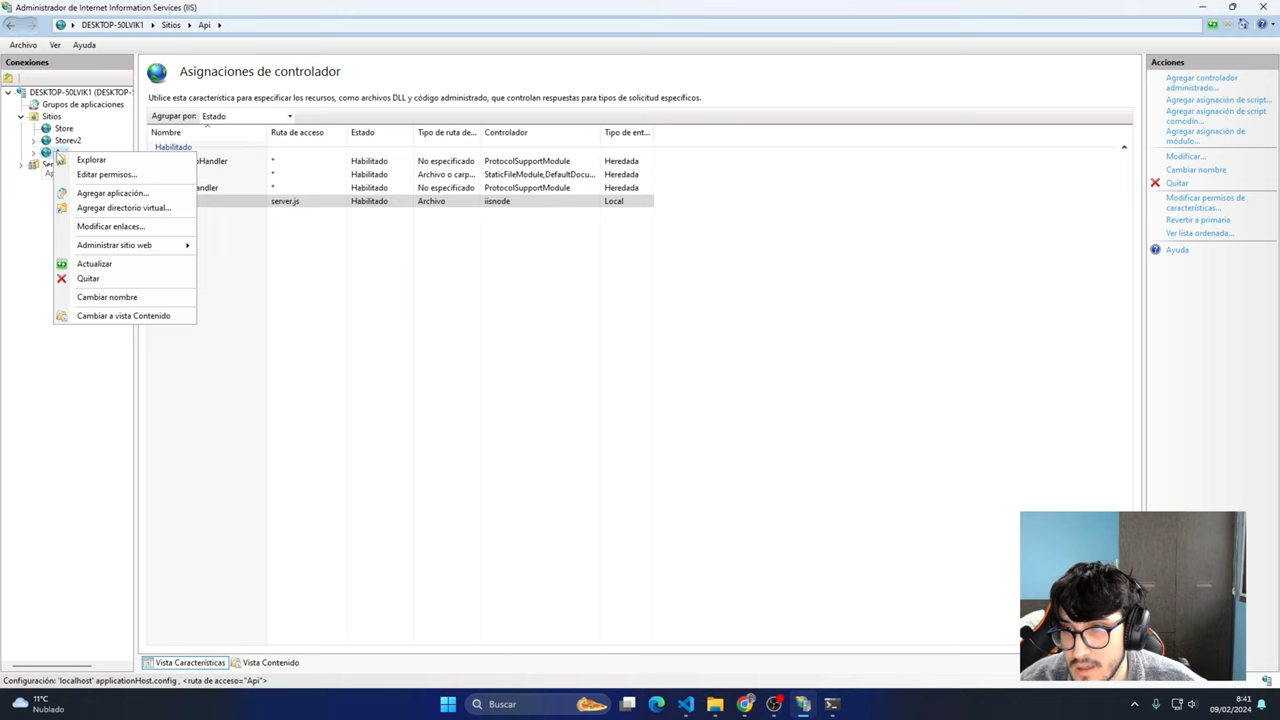 Administrador de Internet Information Services (IIS)
DESKTOP-50LVIK1
Sitios
Api
Archivo
Ver
Ayuda
Conexiones
DESKTOP-50LVIK1 (DESKTOP-
Grupos de aplicaciones
Sitios
Store
Storev2
Explorar
Editar permisos...
Agregar aplicación...
Agregar directorio virtual...
Modificar enlaces...
Administrar sitio web
Actualizar
Quitar
Cambiar nombre
Cambiar a vista Contenido
Asignaciones de controlador
Utilice esta característica para especificar los recursos, como archivos DLL y código administrado, que controlan respuestas para tipos de solicitud específicos.
Agrupar por: Estado
Nombre Ruta de acceso Estado Tipo de ruta de... Controlador Tipo de ent...
Habilitado
* Habilitado No especificado ProtocolSupportModule Heredada
* Habilitado Archivo o carp... StaticFileModule,DefaultDocu... Heredada
* Habilitado No especificado ProtocolSupportModule Heredada
server.js Habilitado Archivo iisnode Local
Vista Características
Vista Contenido
Acciones
Agregar controlador
administrado...
Agregar asignación de script...
Agregar asignación de script
comodín...
Agregar asignación de
módulo...
Modificar...
Cambiar nombre
Quitar
Modificar permisos de
características...
Revertir a primaria
Ver lista ordenada...
Ayuda
Configuración: 'localhost' applicationHost.config , <ruta de acceso="Api">
11°C
Nublado
Buscar
8:41
09/02/2024